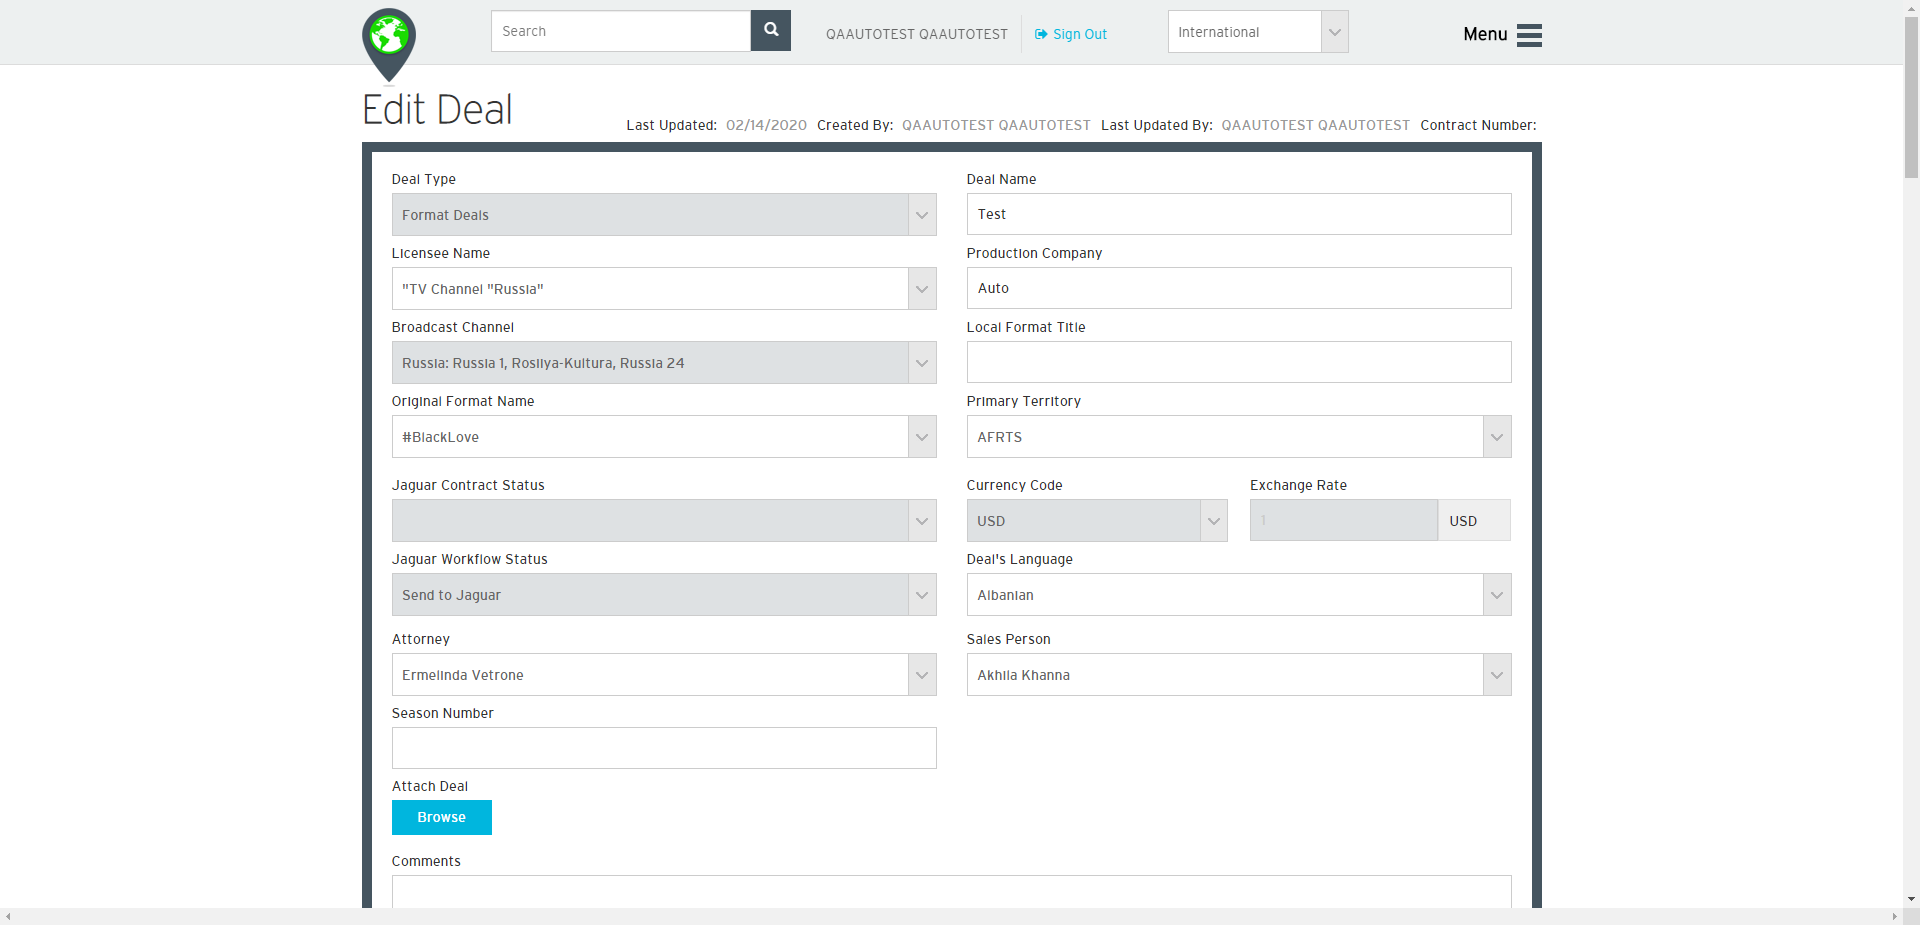 Search
QAAUTOTEST QAAUTOTEST
Sign Out
International
Menu
Edit Deal
Last Updated: 02/14/2020 Created By: QAAUTOTEST QAAUTOTEST Last Updated By: QAAUTOTEST QAAUTOTEST Contract Number:
Deal Type
Deal Name
Format Deals
Test
Licensee Name
Production Company
"TV Channel "Russia"
Auto
Broadcast Channel
Local Format Title
Russia: Russia 1, Rosiiya-Kultura, Russia 24
Original Format Name
Primary Territory
#BlackLove
AFRTS
Jaguar Contract Status
Currency Code
Exchange Rate
USD
1
USD
Jaguar Workflow Status
Deal's Language
Send to Jaguar
Albanian
Attorney
Sales Person
Ermelinda Vetrone
Akhila Khanna
Season Number
Attach Deal
Browse
Comments